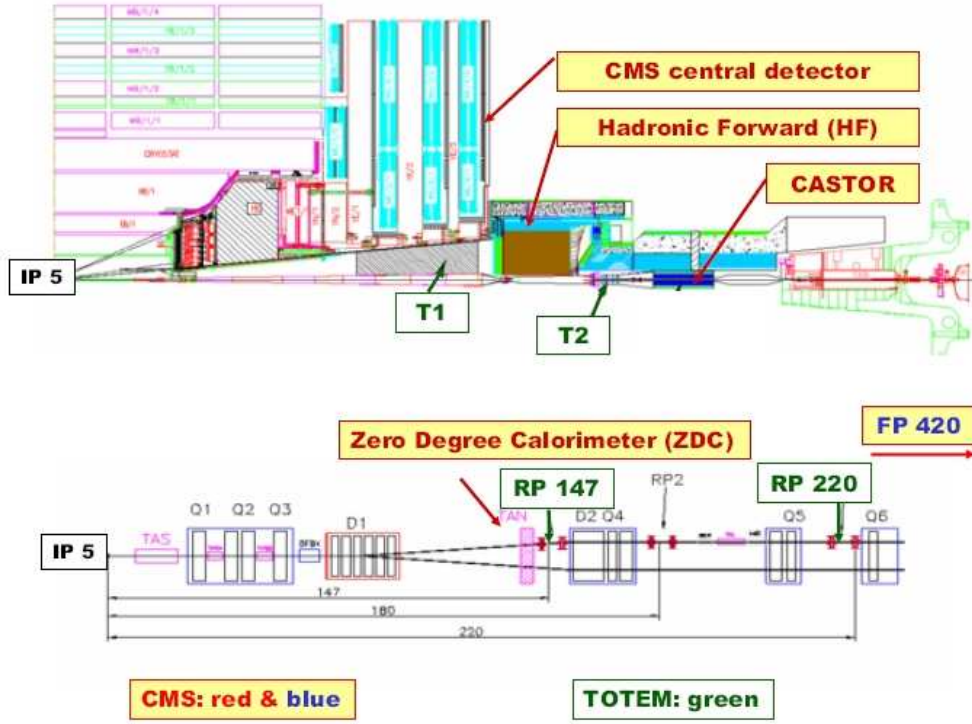 CMS central detector
Hadronic Forward (HF)
CASTOR
IP 5
T1
T2
FP 420
Zero Degree Calorimeter (ZDC)
RP 147
RP2
RP 220
TAN
Q1 Q2 Q3
D1
D2 Q4
Q5
Q6
TAS
IP 5
147
180
220
CMS: red & blue
TOTEM: green